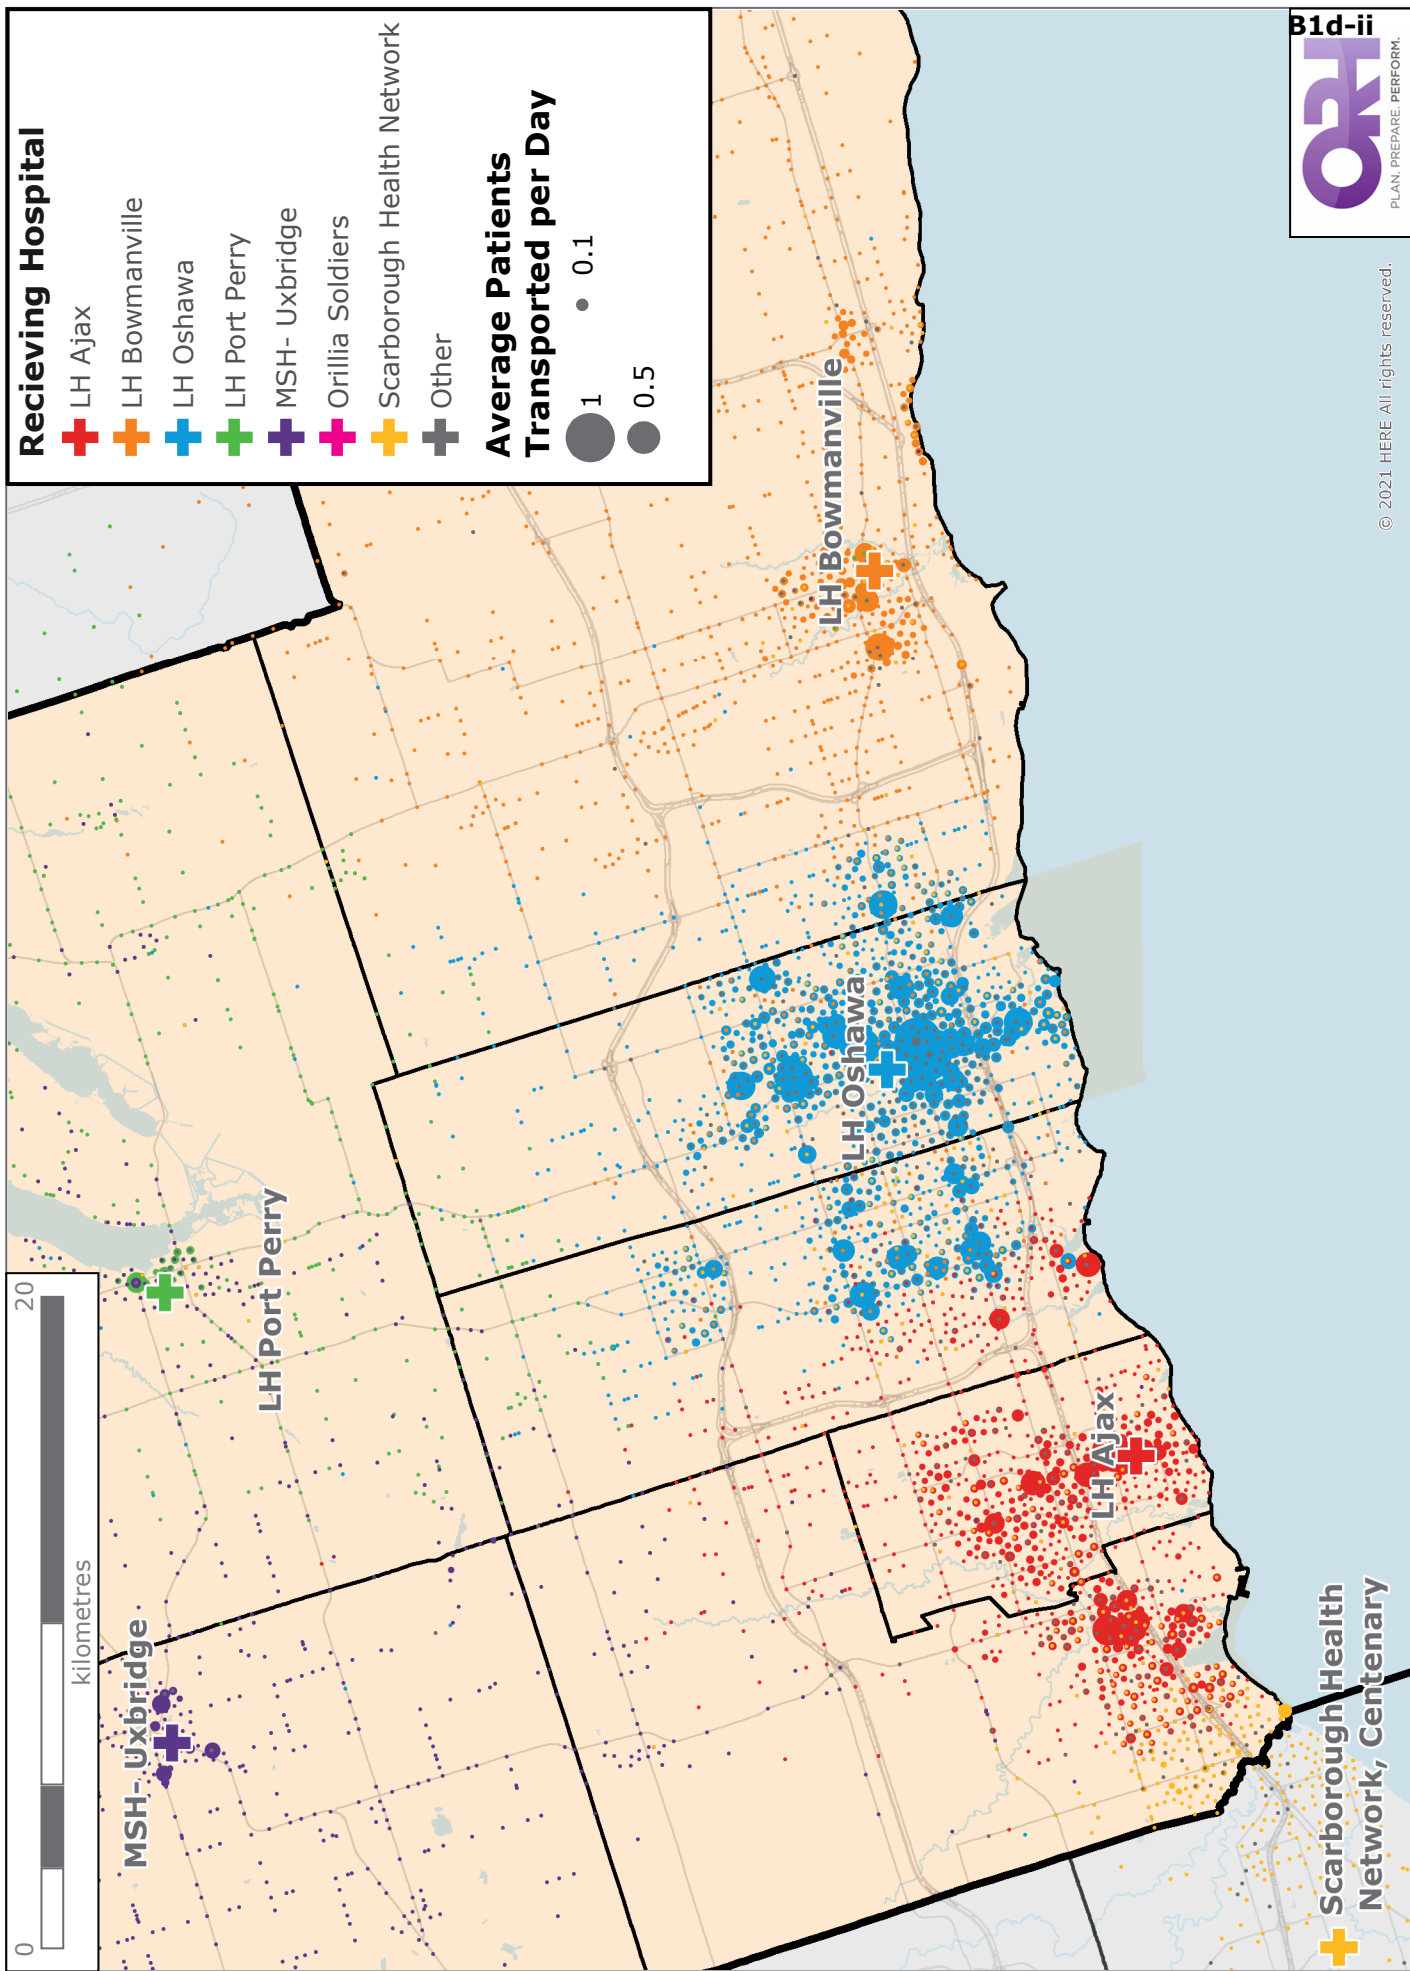 B1d-ii
ORH
PLAN. PREPARE. PERFORM.
Recieving Hospital
LH Ajax
LH Bowmanville
LH Oshawa
LH Port Perry
MSH- Uxbridge
Orillia Soldiers
Scarborough Health Network
Other
Average Patients
Transported per Day
1
0.5
0.1
0
20
kilometres
MSH- Uxbridge
LH Port Perry
LH Oshawa
LH Bowmanville
LH Ajax
Scarborough Health
Network, Centenary
© 2021 HERE All rights reserved.